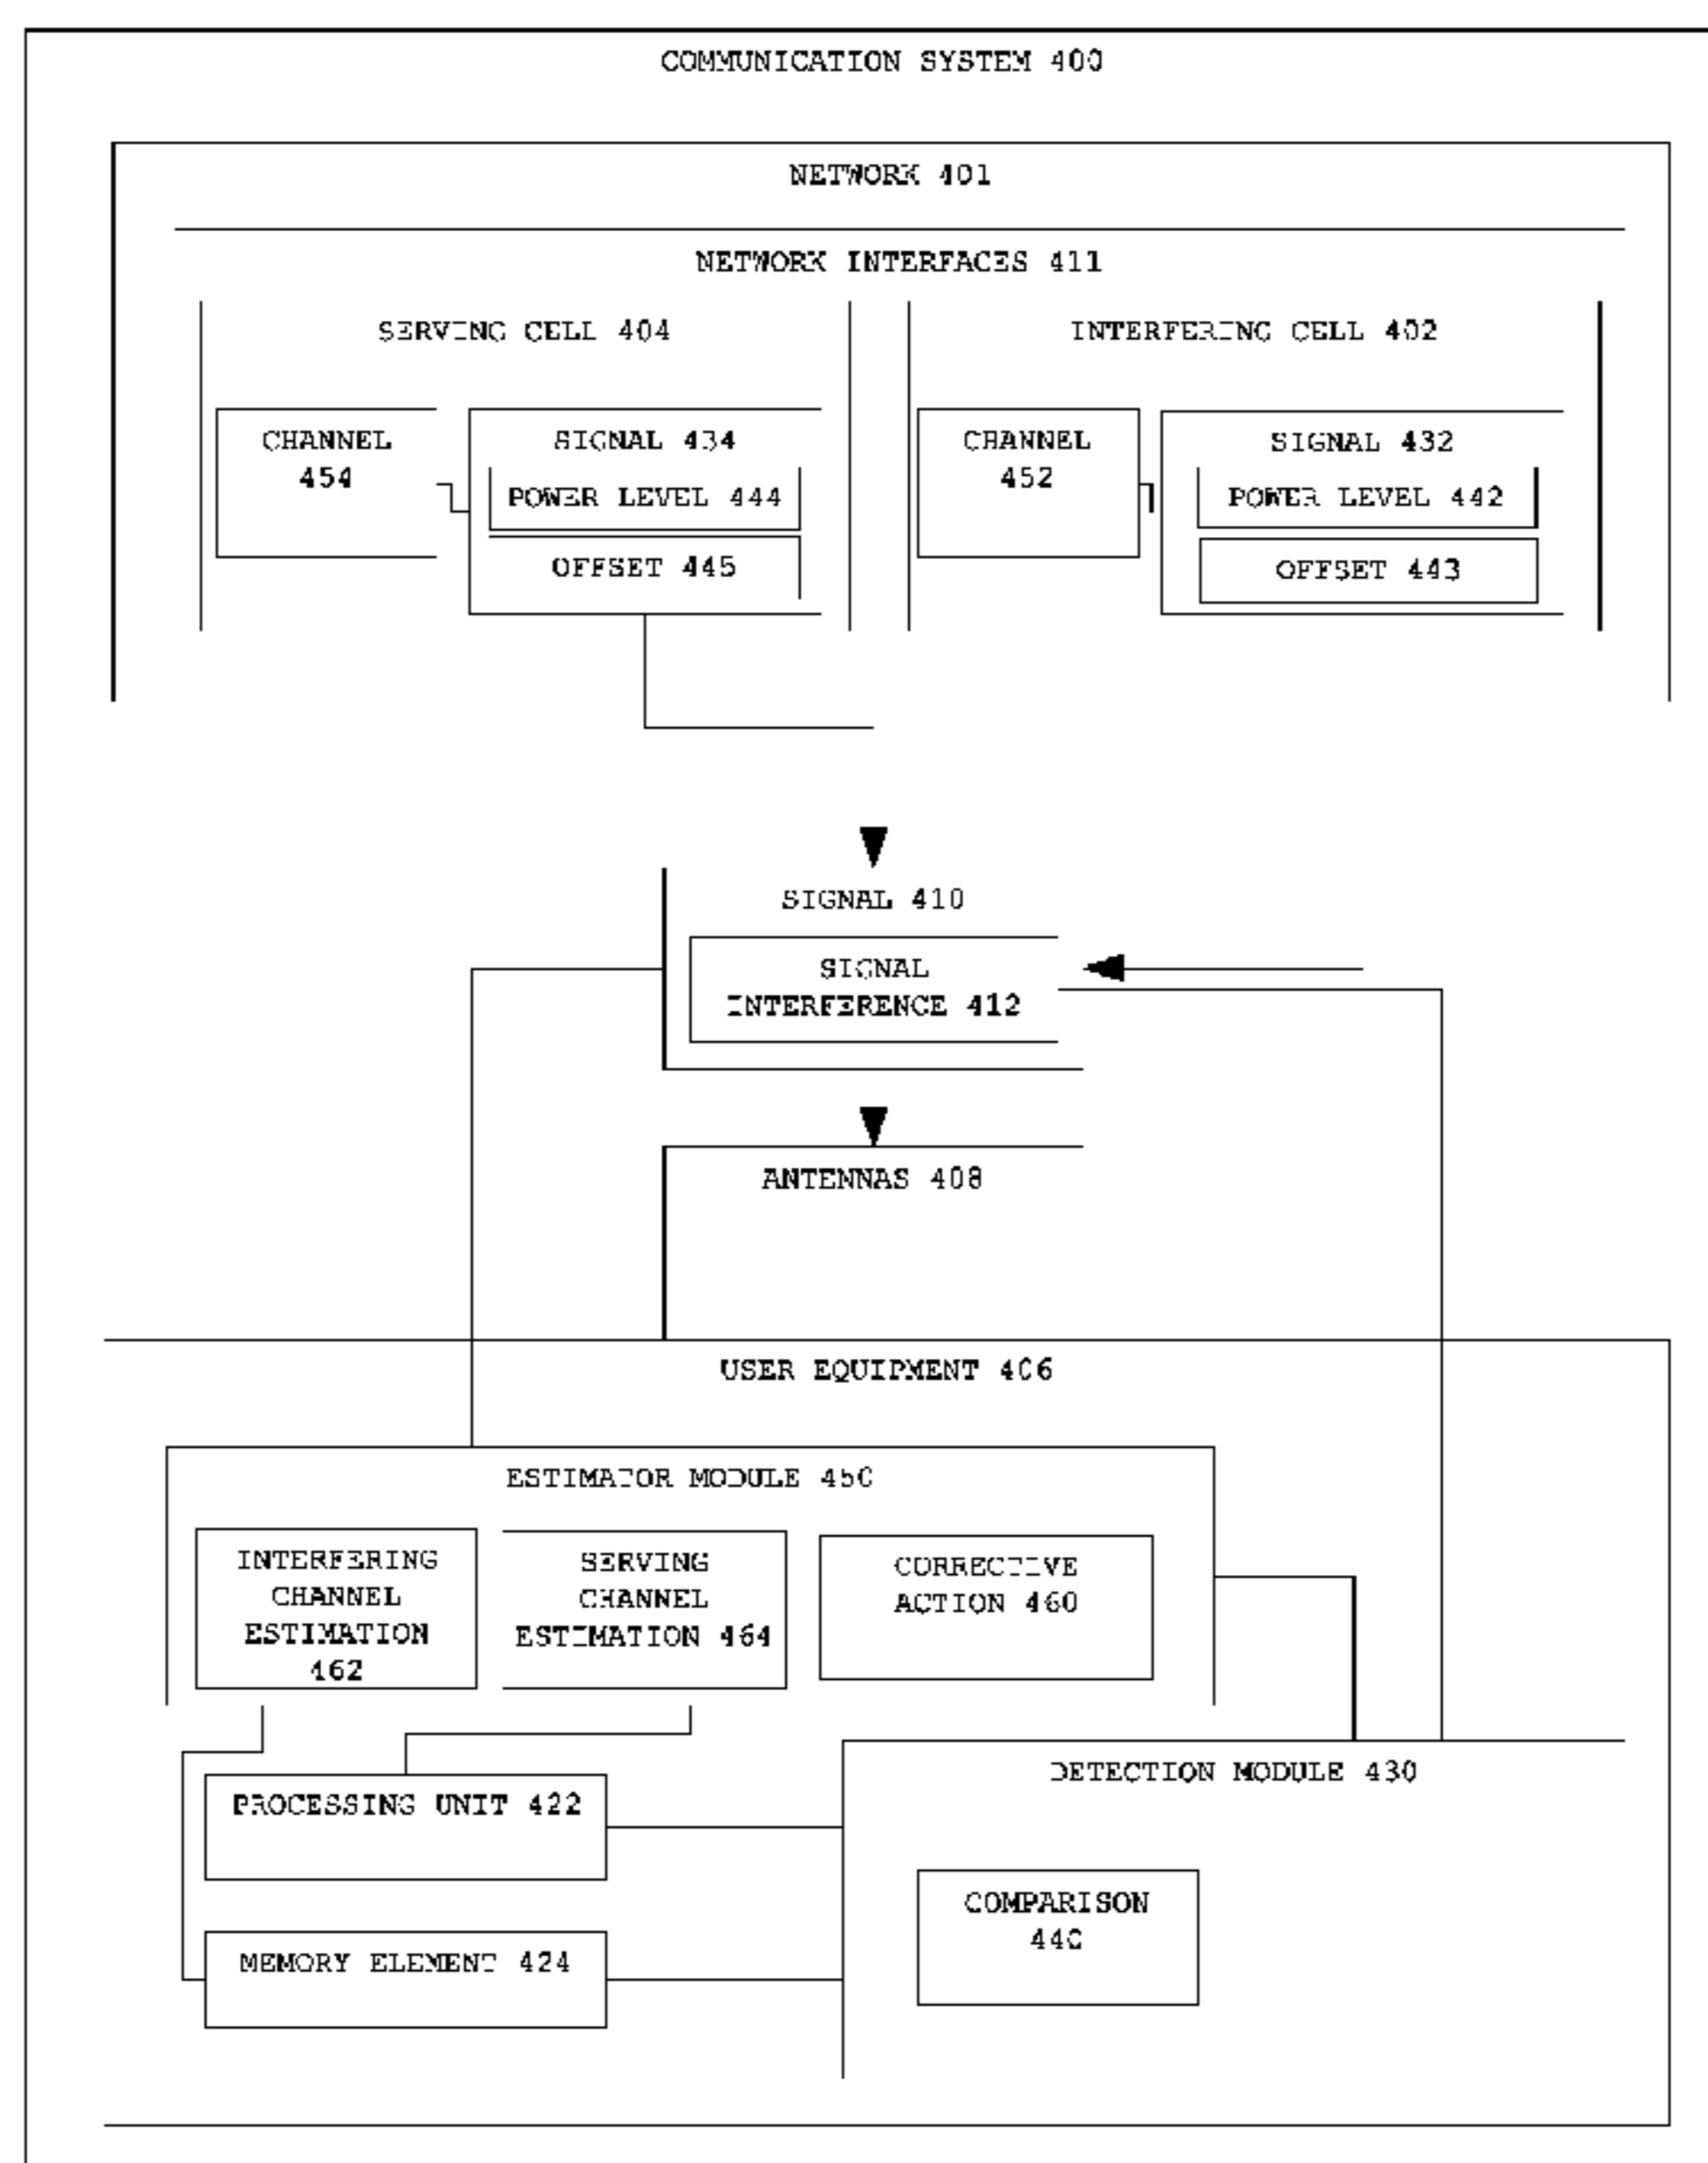 COMMUNICATION SYSTEM 400
NETWORK 401
NETWORK INTERFACES 411
SERVING CELL 404
INTERFERING CELL 402
CHANNEL
454
SIGNAL 434
POWER LEVEL 444
OFFSET 445
CHANNEL
452
SIGNAL 432
POWER LEVEL 442
OFFSET 443
SIGNAL 410
SIGNAL
INTERFERENCE 412
ANTENNAS 408
USER EQUIPMENT 406
ESTIMATOR MODULE 450
INTERFERING
CHANNEL
ESTIMATION
462
SERVING
CHANNEL
ESTIMATION 464
CORRECTIVE
ACTION 460
PROCESSING UNIT 422
DETECTION MODULE 430
COMPARISON
440
MEMORY ELEMENT 424